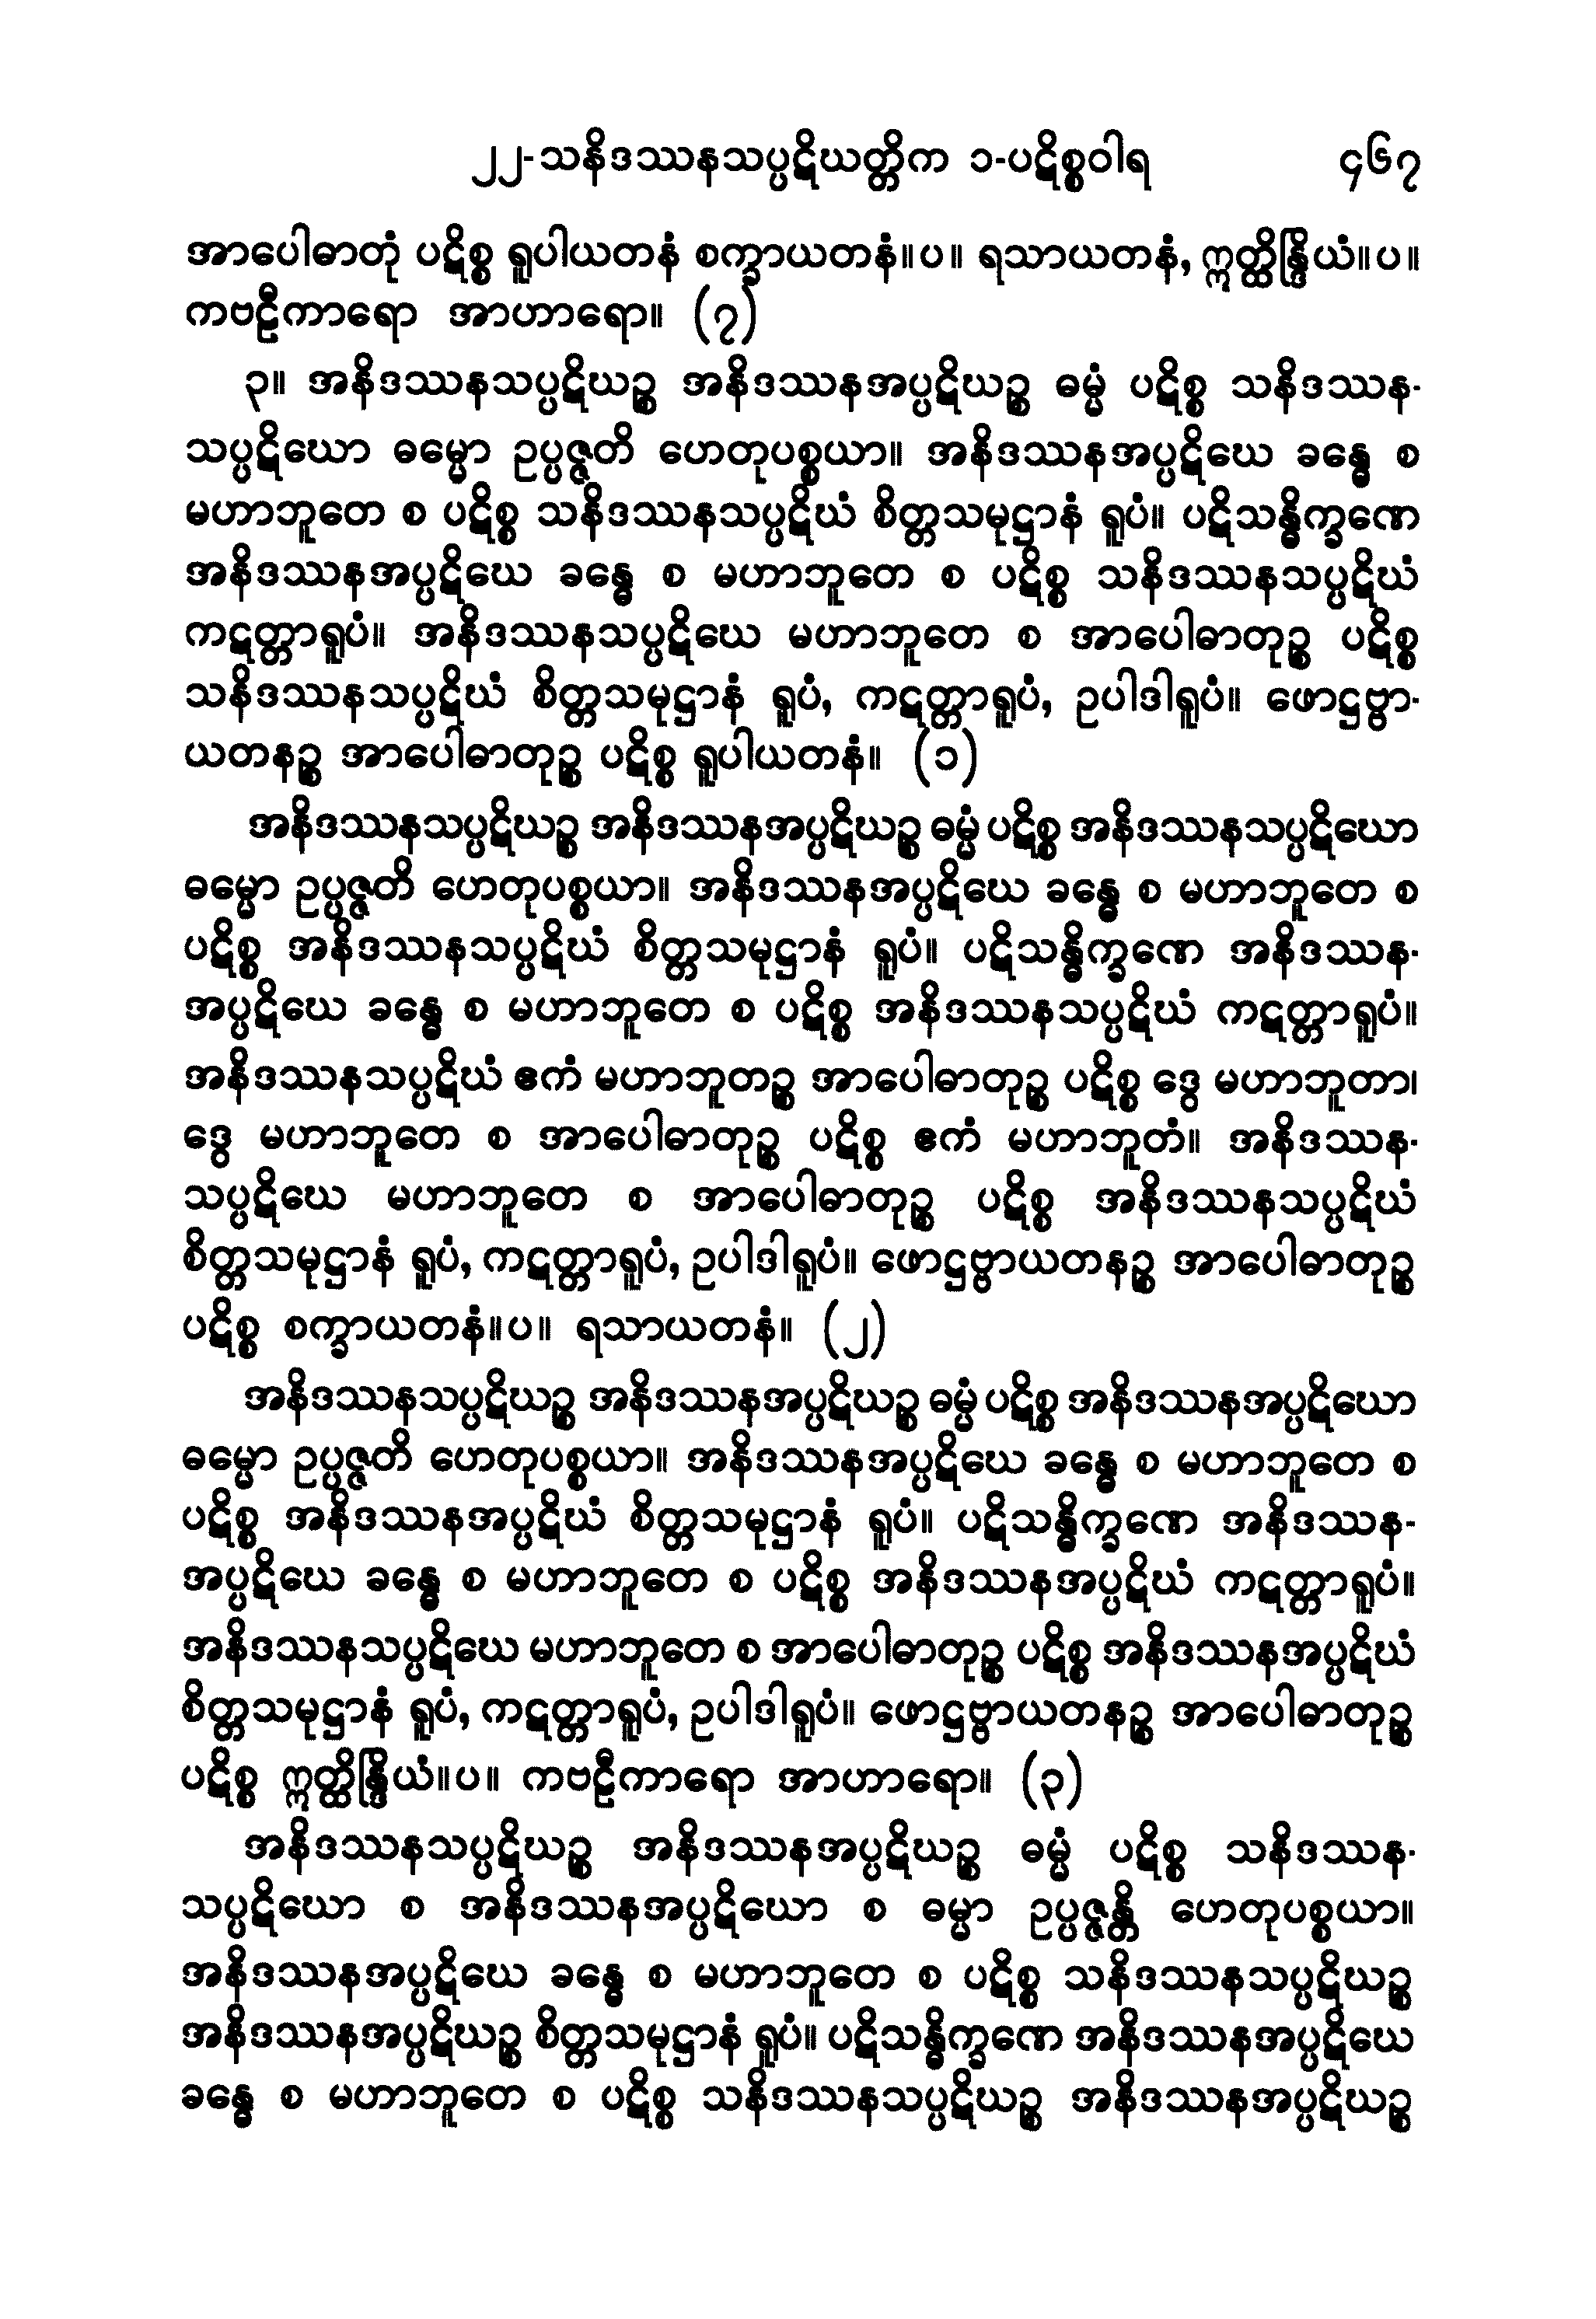 ၂၂-သနိဒဿနသပ္ပဋိဃတ္တိက ၁-ပဋိစ္စဝါရ ၄၆၇
အာပေါဓာတုံ ပဋိစ္စ ရူပါယတနံ စက္ခာယတနံ။ပ။ ရသာယတနံ, ဣတ္ထိန္ဒြိယံ။ပ။
ကဗဠီကာရော အာဟာရော။ (၇)
၃။ အနိဒဿနသပ္ပဋိဃဉ္စ အနိဒဿနအပ္ပဋိဃဉ္စ ဓမ္မံ ပဋိစ္စ သနိဒဿန-
သပ္ပဋိဃော ဓမ္မော ဥပ္ပဇ္ဇတိ ဟေတုပစ္စယာ။ အနိဒဿနအပ္ပဋိဃေ ခန္ဓေ စ
မဟာဘူတေ စ ပဋိစ္စ သနိဒဿနသပ္ပဋိဃံ စိတ္တသမုဋ္ဌာနံ ရူပံ။ ပဋိသန္ဓိက္ခဏေ
အနိဒဿနအပ္ပဋိဃေ ခန္ဓေ စ မဟာဘူတေ စ ပဋိစ္စ သနိဒဿနသပ္ပဋိဃံ
ကဋတ္တာရူပံ။ အနိဒဿနသပ္ပဋိဃေ မဟာဘူတေ စ အာပေါဓာတုဉ္စ ပဋိစ္စ
သနိဒဿနသပ္ပဋိဃံ စိတ္တသမုဋ္ဌာနံ ရူပံ, ကဋတ္တာရူပံ, ဥပါဒါရူပံ။ ဖောဋ္ဌဗ္ဗာ-
ယတနဉ္စ အာပေါဓာတုဉ္စ ပဋိစ္စ ရူပါယတနံ။ (၁)
အနိဒဿနသပ္ပဋိဃဉ္စ အနိဒဿနအပ္ပဋိဃဉ္စ ဓမ္မံ ပဋိစ္စ အနိဒဿနသပ္ပဋိဃော
ဓမ္မော ဥပ္ပဇ္ဇတိ ဟေတုပစ္စယာ။ အနိဒဿနအပ္ပဋိဃေ ခန္ဓေ စ မဟာဘူတေ စ
ပဋိစ္စ အနိဒဿနသပ္ပဋိဃံ စိတ္တသမုဋ္ဌာနံ ရူပံ။ ပဋိသန္ဓိက္ခဏေ အနိဒဿန-
အပ္ပဋိဃေ ခန္ဓေ စ မဟာဘူတေ စ ပဋိစ္စ အနိဒဿနသပ္ပဋိဃံ ကဋတ္တာရူပံ။
အနိဒဿနသပ္ပဋိဃံ ဧကံ မဟာဘူတဉ္စ အာပေါဓာတုဉ္စ ပဋိစ္စ ဒွေ မဟာဘူတာ၊
ဒွေ မဟာဘူတေ စ အာပေါဓာတုဉ္စ ပဋိစ္စ ဧကံ မဟာဘူတံ။ အနိဒဿန-
သပ္ပဋိဃေ မဟာဘူတေ စ အာပေါဓာတုဉ္စ ပဋိစ္စ အနိဒဿနသပ္ပဋိဃံ
စိတ္တသမုဋ္ဌာနံ ရူပံ, ကဋတ္တာရူပံ, ဥပါဒါရူပံ။ ဖောဋ္ဌဗ္ဗာယတနဉ္စ အာပေါဓာတုဉ္စ
ပဋိစ္စ စက္ခာယတနံ။ပ။ ရသာယတနံ။ (၂)
အနိဒဿနသပ္ပဋိဃဉ္စ အနိဒဿနအပ္ပဋိဃဉ္စ ဓမ္မံ ပဋိစ္စ အနိဒဿနအပ္ပဋိဃော
ဓမ္မော ဥပ္ပဇ္ဇတိ ဟေတုပစ္စယာ။ အနိဒဿနအပ္ပဋိဃေ ခန္ဓေ စ မဟာဘူတေ စ
ပဋိစ္စ အနိဒဿနအပ္ပဋိဃံ စိတ္တသမုဋ္ဌာနံ ရူပံ။ ပဋိသန္ဓိက္ခဏေ အနိဒဿန-
အပ္ပဋိဃေ ခန္ဓေ စ မဟာဘူတေ စ ပဋိစ္စ အနိဒဿနအပ္ပဋိဃံ ကဋတ္တာရူပံ။
အနိဒဿနသပ္ပဋိဃေ မဟာဘူတေ စ အာပေါဓာတုဉ္စ ပဋိစ္စ အနိဒဿနအပ္ပဋိဃံ
စိတ္တသမုဋ္ဌာနံ ရူပံ, ကဋတ္တာရူပံ, ဥပါဒါရူပံ။ ဖောဋ္ဌဗ္ဗာယတနဉ္စ အာပေါဓာတုဉ္စ
ပဋိစ္စ ဣတ္ထိန္ဒြိယံ။ပ။ ကဗဠီကာရော အာဟာရော။ (၃)
အနိဒဿနသပ္ပဋိဃဉ္စ အနိဒဿနအပ္ပဋိဃဉ္စ ဓမ္မံ ပဋိစ္စ သနိဒဿန-
သပ္ပဋိဃော စ အနိဒဿနအပ္ပဋိဃော စ ဓမ္မာ ဥပ္ပဇ္ဇန္တိ ဟေတုပစ္စယာ။
အနိဒဿနအပ္ပဋိဃေ ခန္ဓေ စ မဟာဘူတေ စ ပဋိစ္စ သနိဒဿနသပ္ပဋိဃဉ္စ
အနိဒဿနအပ္ပဋိဃဉ္စ စိတ္တသမုဋ္ဌာနံ ရူပံ။ ပဋိသန္ဓိက္ခဏေ အနိဒဿနအပ္ပဋိဃေ
ခန္ဓေ စ မဟာဘူတေ စ ပဋိစ္စ သနိဒဿနသပ္ပဋိဃဉ္စ အနိဒဿနအပ္ပဋိဃဉ္စ